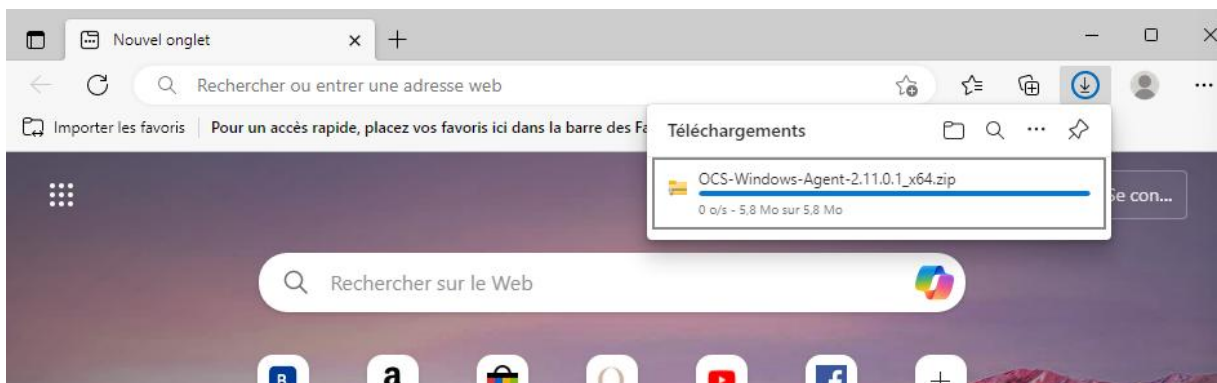 Nouvel onglet
Rechercher ou entrer une adresse web
Importer les favoris
Pour un accès rapide, placez vos favoris ici dans la barre des Fa
Téléchargements
OCS-Windows-Agent-2.11.0.1_x64.zip
0 o/s - 5,8 Mo sur 5,8 Mo
Se con...
Rechercher sur le Web
B
a
f